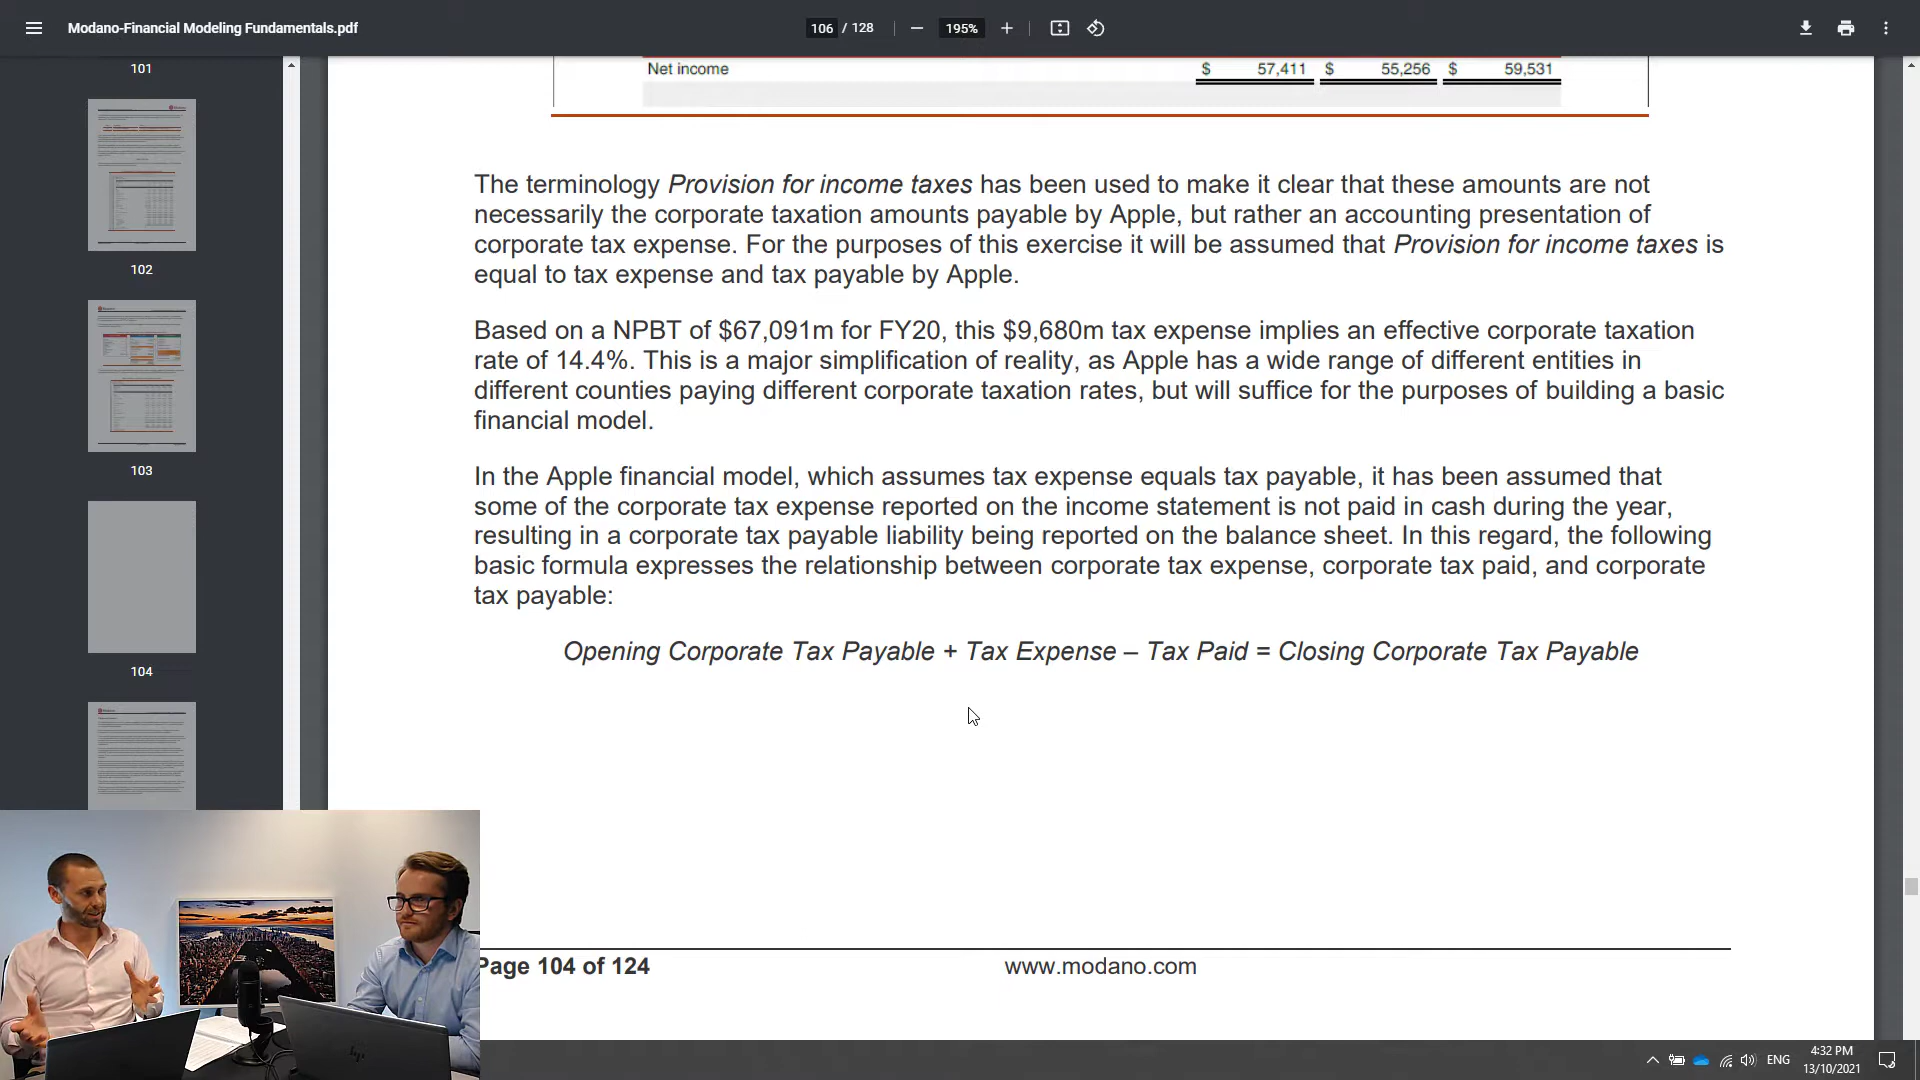 Modano-Financial Modeling Fundamentals.pdf
106 / 128
195%
101
102
103
104
Net income $ 57,411 $ 55,256 $ 59,531
The terminology Provision for income taxes has been used to make it clear that these amounts are not
necessarily the corporate taxation amounts payable by Apple, but rather an accounting presentation of
corporate tax expense. For the purposes of this exercise it will be assumed that Provision for income taxes is
equal to tax expense and tax payable by Apple.
Based on a NPBT of $67,091m for FY20, this $9,680m tax expense implies an effective corporate taxation
rate of 14.4%. This is a major simplification of reality, as Apple has a wide range of different entities in
different counties paying different corporate taxation rates, but will suffice for the purposes of building a basic
financial model.
In the Apple financial model, which assumes tax expense equals tax payable, it has been assumed that
some of the corporate tax expense reported on the income statement is not paid in cash during the year,
resulting in a corporate tax payable liability being reported on the balance sheet. In this regard, the following
basic formula expresses the relationship between corporate tax expense, corporate tax paid, and corporate
tax payable:
Opening Corporate Tax Payable + Tax Expense – Tax Paid = Closing Corporate Tax Payable
Page 104 of 124
www.modano.com
ENG
4:32 PM
13/10/2021